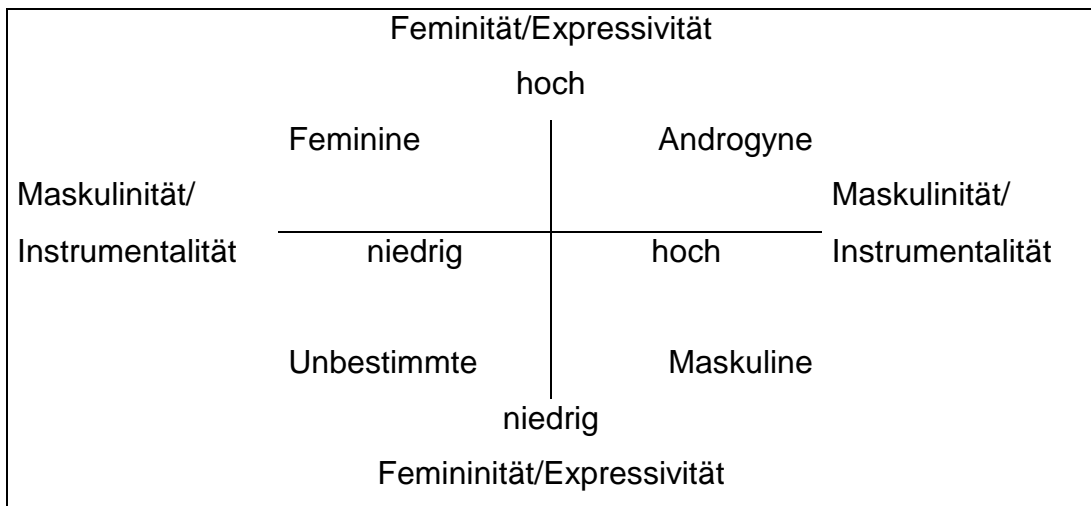 Feminität/Expressivität
hoch
Feminine Androgyne
Maskulinität/ Maskulinität/
Instrumentalität niedrig hoch Instrumentalität
Unbestimmte Maskuline
niedrig
Femininität/Expressivität